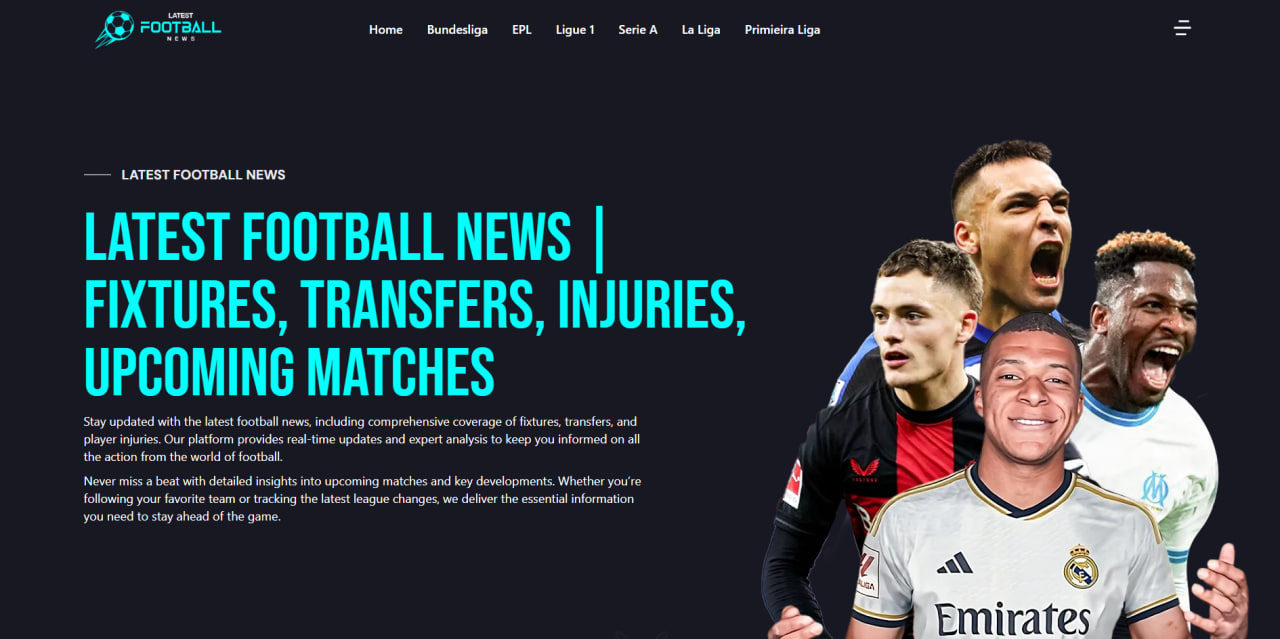 LATEST
FOOTBALL
NEWS
Home Bundesliga EPL Ligue 1 Serie A La Liga Primieira Liga
LATEST FOOTBALL NEWS
LATEST FOOTBALL NEWS |
FIXTURES, TRANSFERS, INJURIES,
UPCOMING MATCHES
Stay updated with the latest football news, including comprehensive coverage of fixtures, transfers, and
player injuries. Our platform provides real-time updates and expert analysis to keep you informed on all
the action from the world of football.
Never miss a beat with detailed insights into upcoming matches and key developments. Whether you’re
following your favorite team or tracking the latest league changes, we deliver the essential information
you need to stay ahead of the game.
Emirates